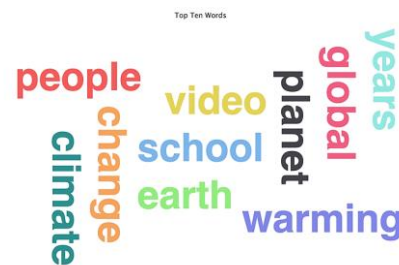 Top Ten Words
people
video
planet
global
years
change
climate
school
earth
warming